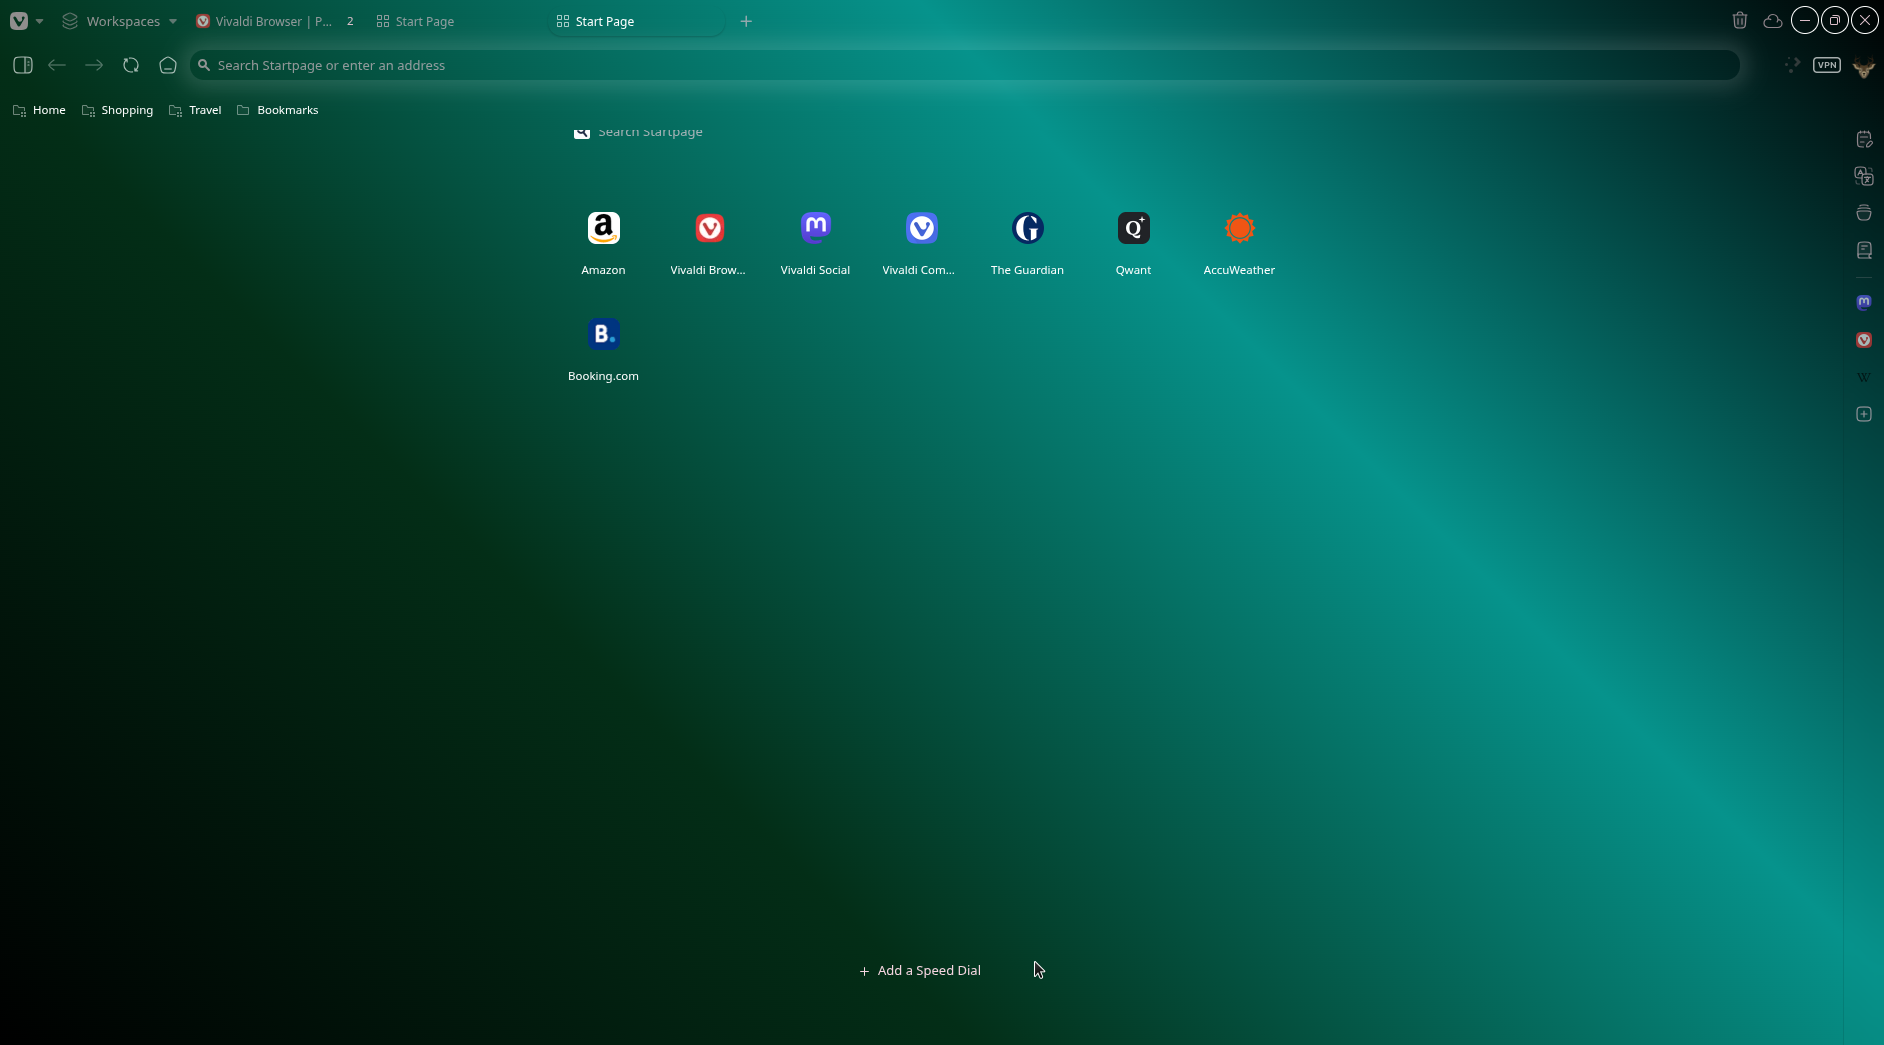 Workspaces Vivaldi Browser | P... 2 Start Page Start Page
Search Startpage or enter an address VPN
Home Shopping Travel Bookmarks
Search Startpage
Amazon Vivaldi Brow... Vivaldi Social Vivaldi Com... The Guardian Qwant AccuWeather
B.
Booking.com
Add a Speed Dial